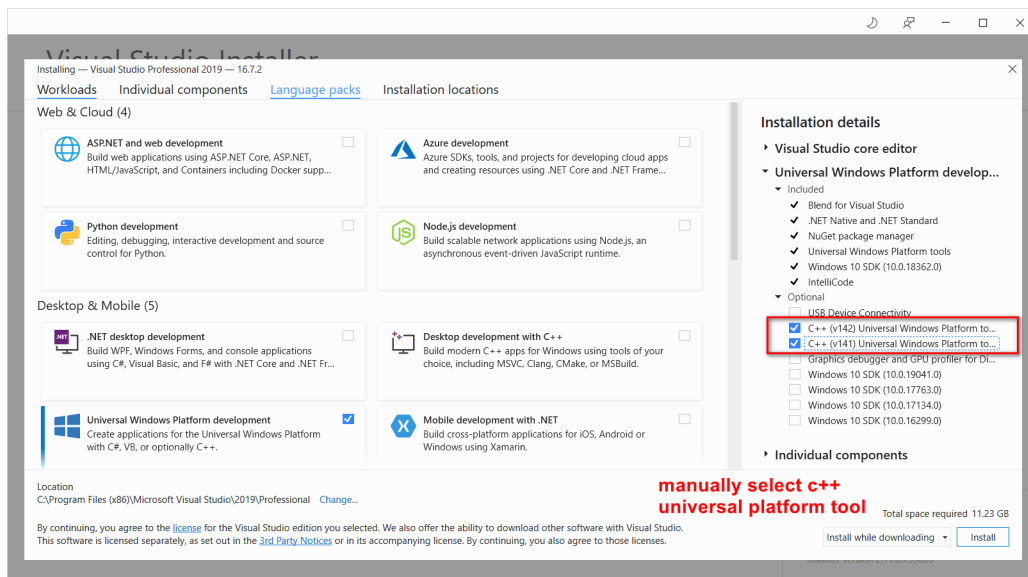 Visual Studio Installer
Installing — Visual Studio Professional 2019 — 16.7.2
Workloads Individual components Language packs Installation locations
Web & Cloud (4)
ASP.NET and web development
Build web applications using ASP.NET Core, ASP.NET,
HTML/JavaScript, and Containers including Docker supp...
Azure development
Azure SDKs, tools, and projects for developing cloud apps
and creating resources using .NET Core and .NET Frame...
Python development
Editing, debugging, interactive development and source
control for Python.
Node.js development
Build scalable network applications using Node.js, an
asynchronous event-driven JavaScript runtime.
Desktop & Mobile (5)
.NET
.NET desktop development
Build WPF, Windows Forms, and console applications
using C#, Visual Basic, and F# with .NET Core and .NET Fr...
Desktop development with C++
Build modern C++ apps for Windows using tools of your
choice, including MSVC, Clang, CMake, or MSBuild.
Universal Windows Platform development
Create applications for the Universal Windows Platform
with C#, VB, or optionally C++.
Mobile development with .NET
Build cross-platform applications for iOS, Android or
Windows using Xamarin.
Installation details
Visual Studio core editor
Universal Windows Platform develop...
Included
Blend for Visual Studio
.NET Native and .NET Standard
NuGet package manager
Universal Windows Platform tools
Windows 10 SDK (10.0.18362.0)
IntelliCode
Optional
USB Device Connectivity
C++ (v142) Universal Windows Platform to...
C++ (v141) Universal Windows Platform to...
Graphics debugger and GPU profiler for Di...
Windows 10 SDK (10.0.19041.0)
Windows 10 SDK (10.0.17763.0)
Windows 10 SDK (10.0.17134.0)
Windows 10 SDK (10.0.16299.0)
Individual components
Location
C:\Program Files (x86)\Microsoft Visual Studio\2019\Professional Change...
manually select c++
universal platform tool
Total space required 11.23 GB
By continuing, you agree to the license for the Visual Studio edition you selected. We also offer the ability to download other software with Visual Studio.
This software is licensed separately, as set out in the 3rd Party Notices or in its accompanying license. By continuing, you also agree to those licenses.
Install while downloading Install